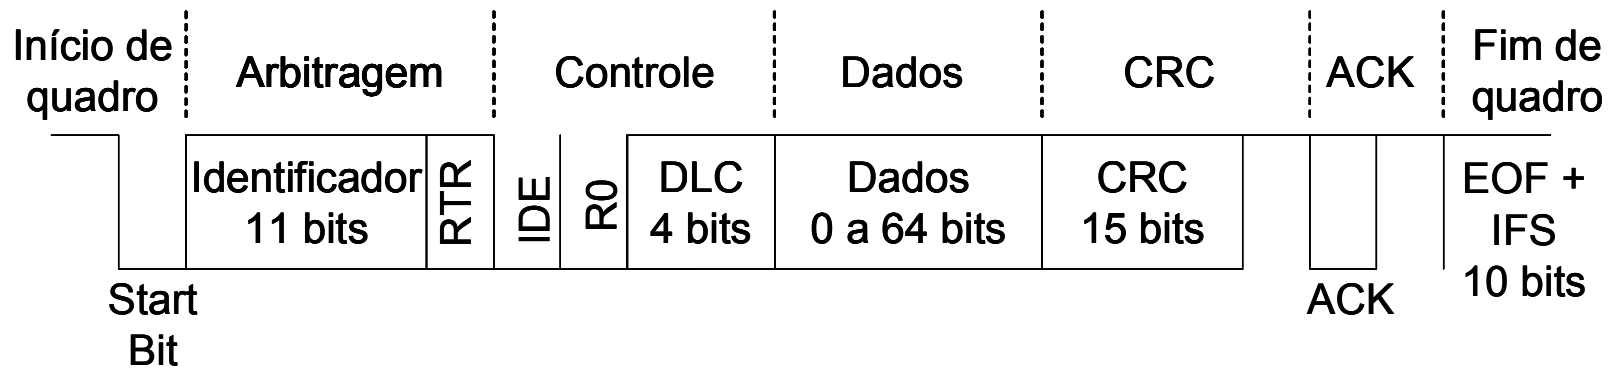 Início de
quadro
Arbitragem
Controle
Dados
CRC
ACK
Fim de
quadro
Identificador
11 bits
RTR
IDE
R0
DLC
4 bits
Dados
0 a 64 bits
CRC
15 bits
EOF +
IFS
10 bits
Start
Bit
ACK